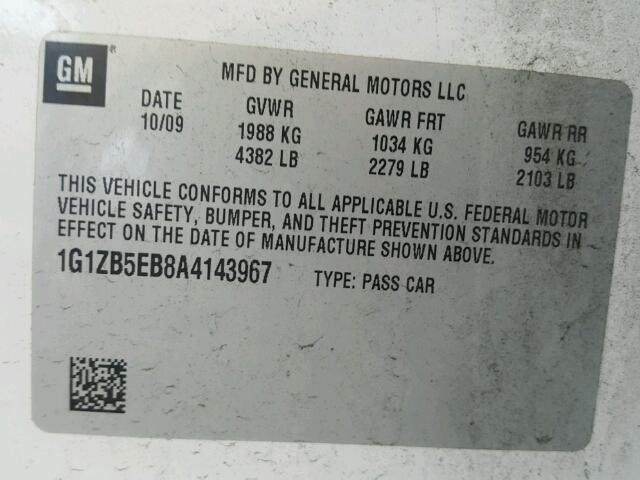 GM ®
MFD BY GENERAL MOTORS LLC
DATE GVWR GAWR FRT GAWR RR
10/09 1988 KG 1034 KG 954 KG
4382 LB 2279 LB 2103 LB
THIS VEHICLE CONFORMS TO ALL APPLICABLE U.S. FEDERAL MOTOR
VEHICLE SAFETY, BUMPER, AND THEFT PREVENTION STANDARDS IN
EFFECT ON THE DATE OF MANUFACTURE SHOWN ABOVE.
1G1ZB5EB8A4143967 TYPE: PASS CAR